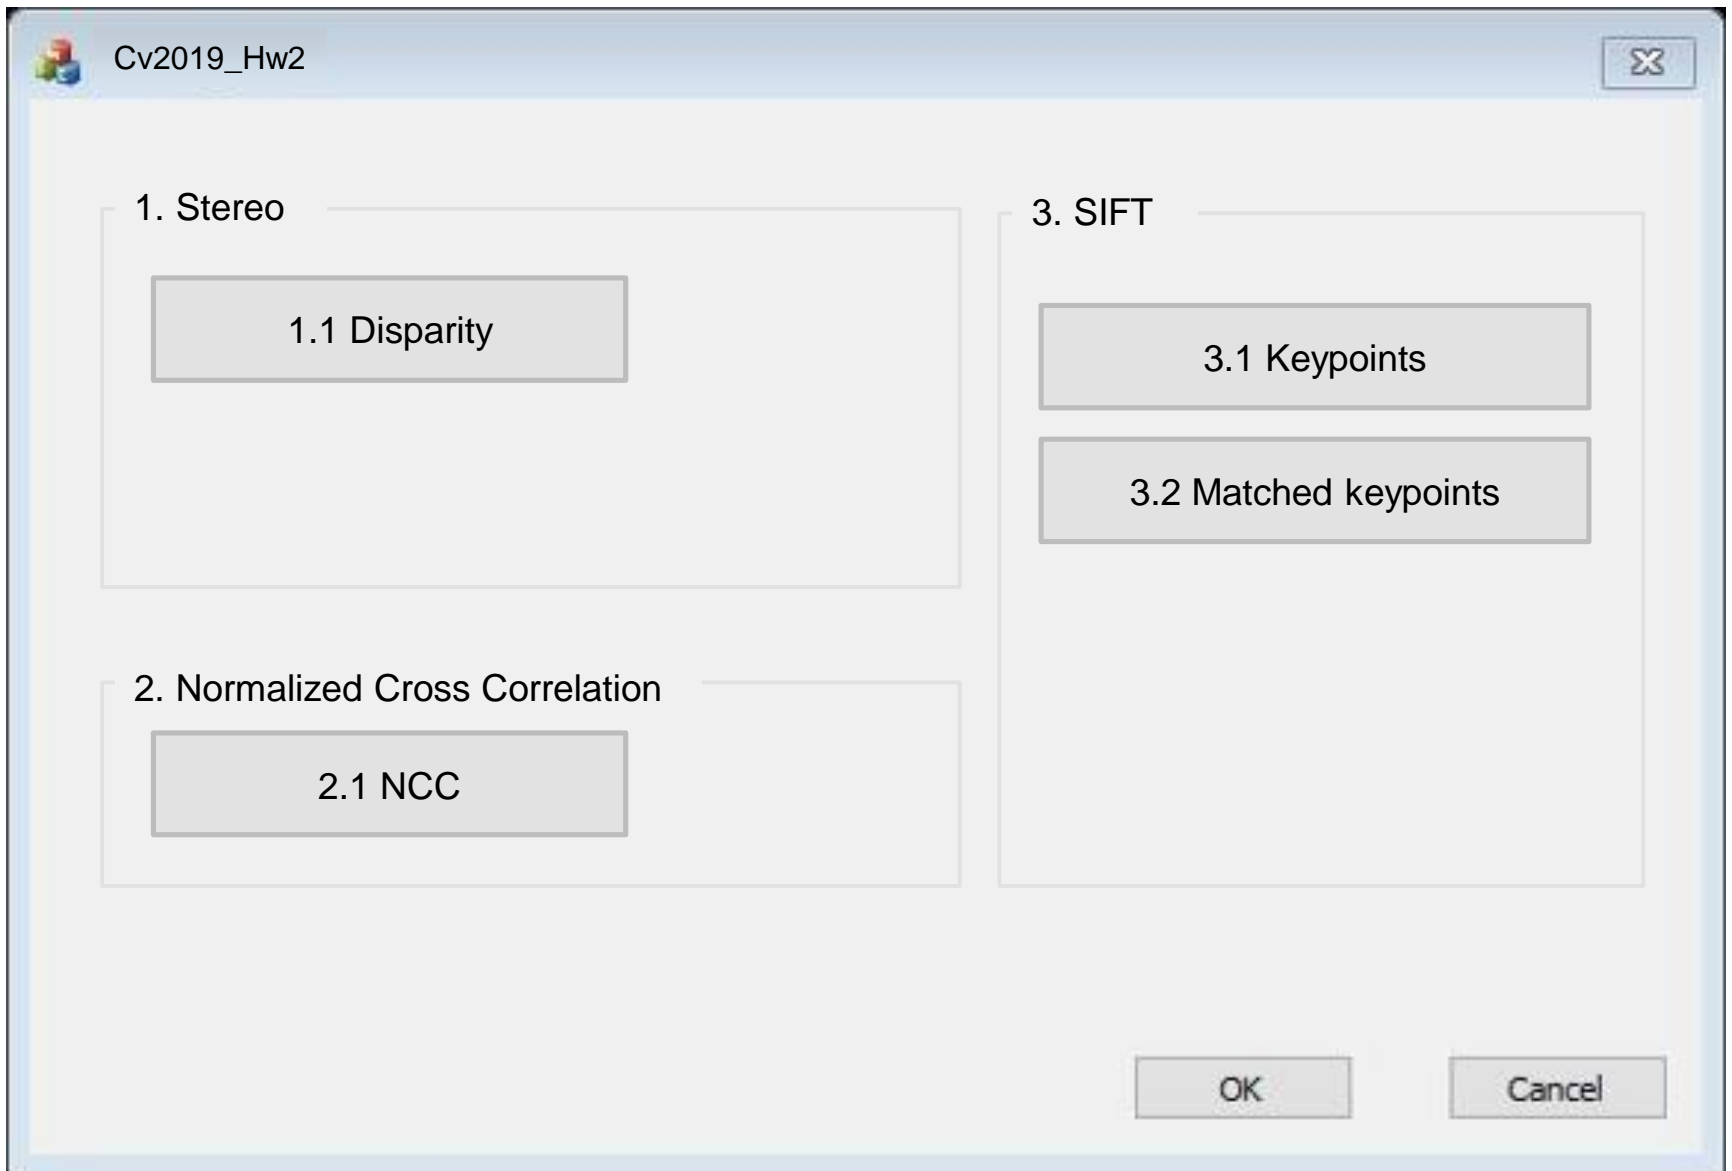 Cv2019_Hw2
1. Stereo
1.1 Disparity
2. Normalized Cross Correlation
2.1 NCC
3. SIFT
3.1 Keypoints
3.2 Matched keypoints
OK
Cancel